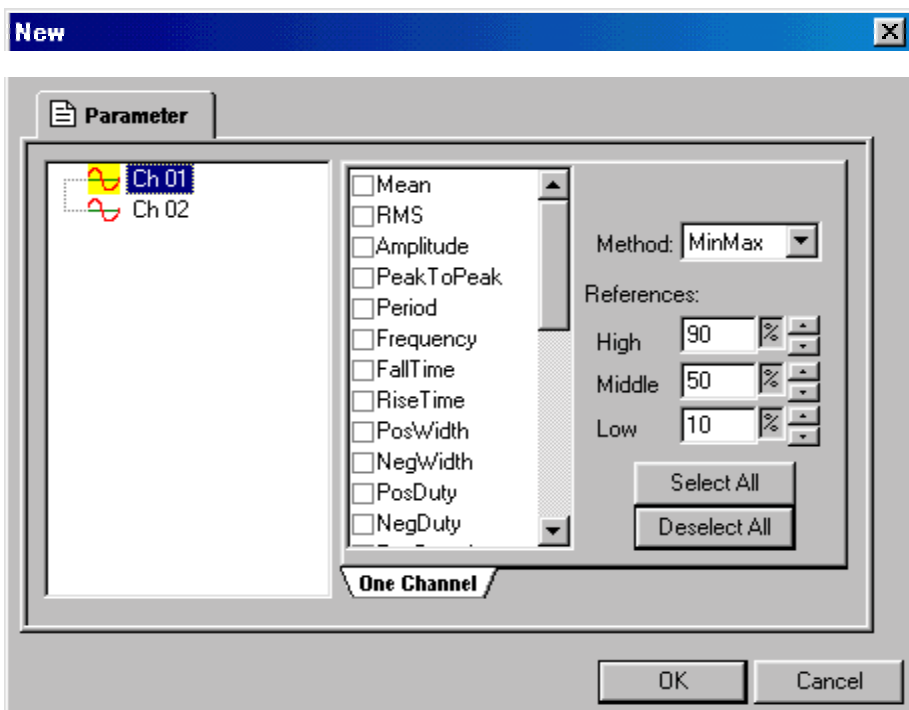 New
Parameter
Ch 01
Ch 02
Mean
RMS
Amplitude
PeakToPeak
Period
Frequency
FallTime
RiseTime
PosWidth
NegWidth
PosDuty
NegDuty
One Channel
Method: MinMax
References:
High 90 %
Middle 50 %
Low 10 %
Select All
Deselect All
OK
Cancel